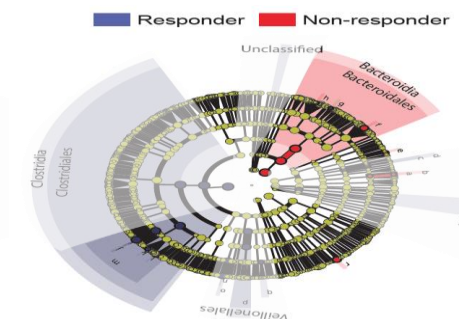 Responder Non-responder
Unclassified
Bacteroidia
Bacteroidales
h g
f
e
Clostridia
Clostridiales
m
Veillonellales